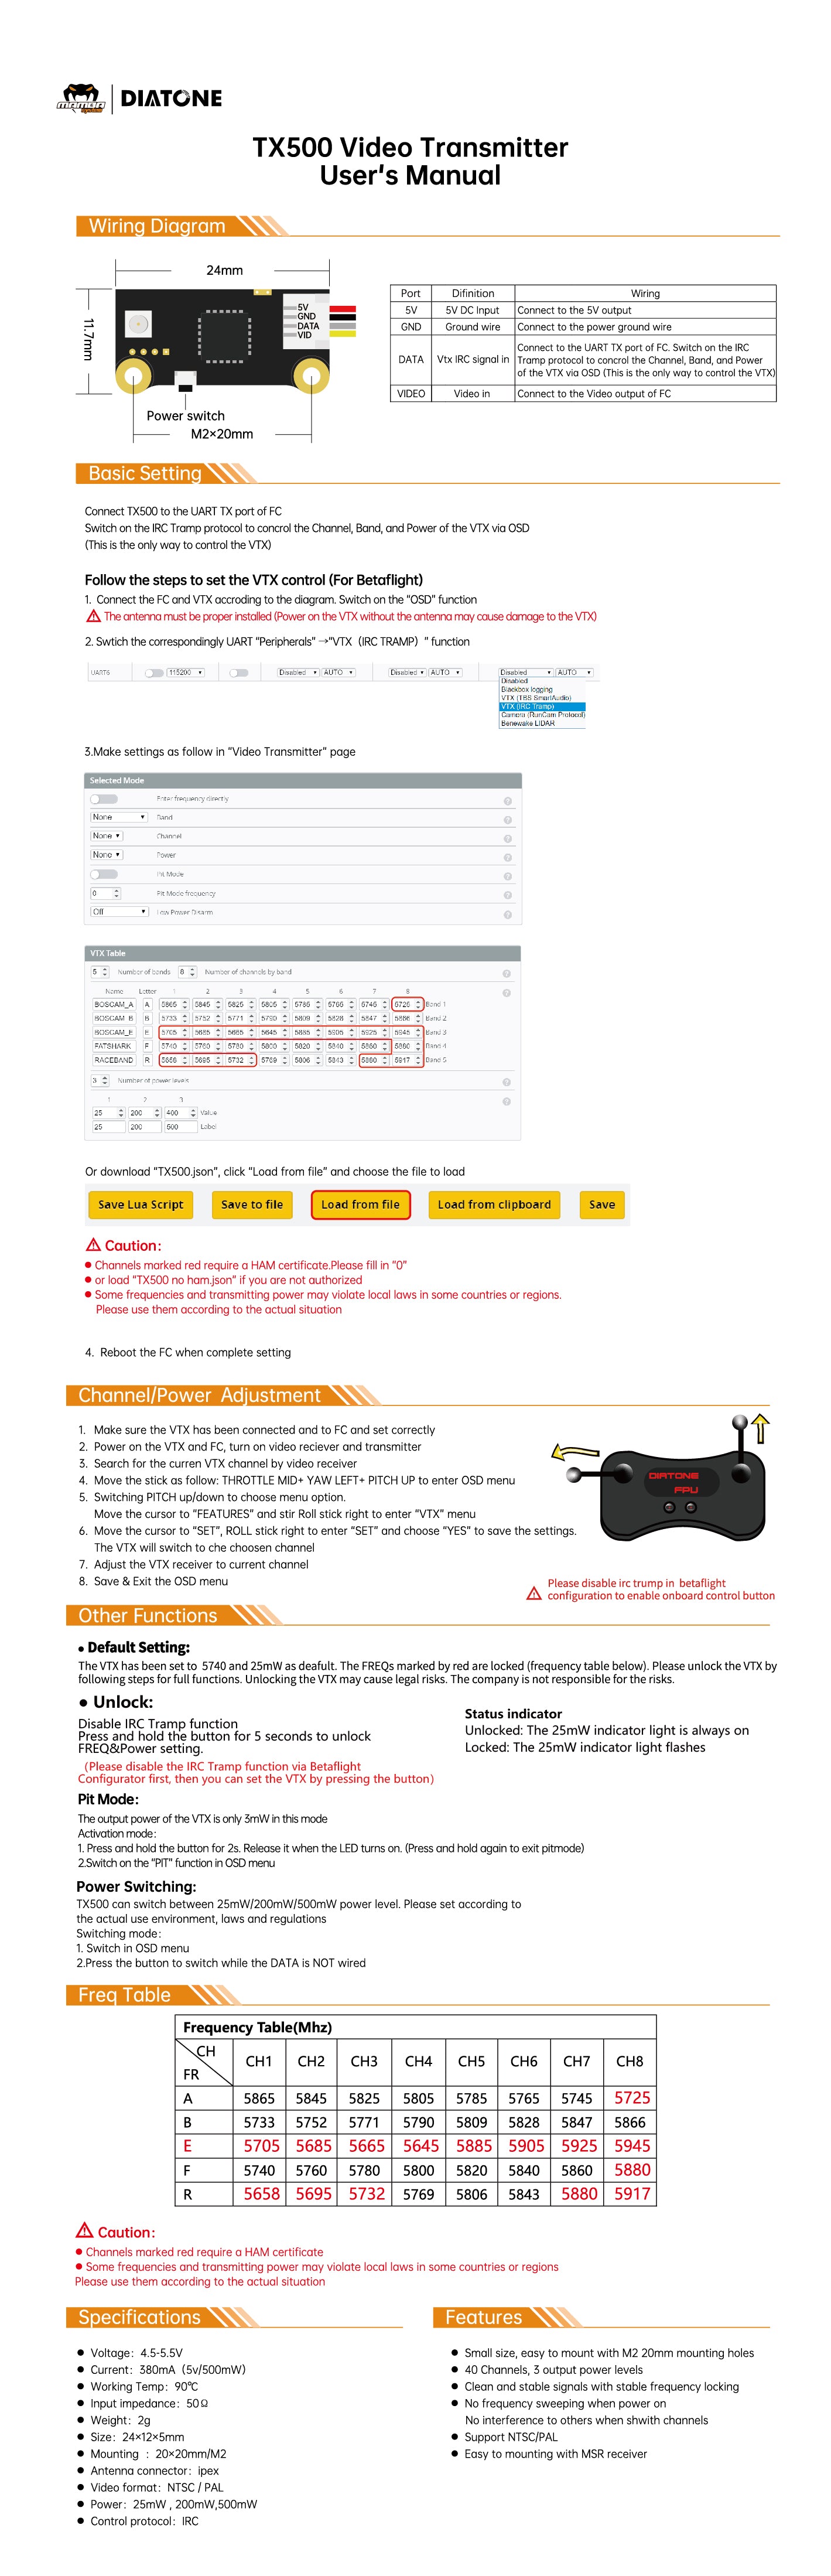 MAMBA
DIATONE
TX500 Video Transmitter
User's Manual
Wiring Diagram
24mm
11.7mm
5V
GND
DATA
VID
Power switch
M2×20mm
Port Difinition Wiring
5V 5V DC Input Connect to the 5V output
GND Ground wire Connect to the power ground wire
DATA Vtx IRC signal in Connect to the UART TX port of FC. Switch on the IRC
Tramp protocol to concrol the Channel, Band, and Power
of the VTX via OSD (This is the only way to control the VTX)
VIDEO Video in Connect to the Video output of FC
Basic Setting
Connect TX500 to the UART TX port of FC
Switch on the IRC Tramp protocol to concrol the Channel, Band, and Power of the VTX via OSD
(This is the only way to control the VTX)
Follow the steps to set the VTX control (For Betaflight)
1. Connect the FC and VTX accroding to the diagram. Switch on the "OSD" function
The antenna must be proper installed (Power on the VTX without the antenna may cause damage to the VTX)
2. Swtich the correspondingly UART "Peripherals" →"VTX（IRC TRAMP）" function
UART6 115200 Disabled AUTO Disabled AUTO Disabled AUTO
Disabled
Blackbox logging
VTX (TBS SmartAudio)
VTX (IRC Tramp)
Camera (RunCam Protocol)
Benewake LIDAR
3.Make settings as follow in "Video Transmitter" page
Selected Mode
Enter frequency directly
None Band
None Channel
None Power
Pit Mode
0 Pit Mode frequency
Off Low Power Disarm
VTX Table
5 Number of bands 8 Number of channels by band
Name Letter 1 2 3 4 5 6 7 8
BOSCAM_A A 5865 5845 5825 5805 5785 5765 5745 5725 Band 1
BOSCAM_B B 5733 5752 5771 5790 5809 5828 5847 5866 Band 2
BOSCAM_E E 5705 5685 5665 5645 5885 5905 5925 5945 Band 3
FATSHARK F 5740 5760 5780 5800 5820 5840 5860 5880 Band 4
RACEBAND R 5658 5695 5732 5769 5806 5843 5880 5917 Band 5
3 Number of power levels
1 2 3
25 200 400 Value
25 200 500 Label
Or download "TX500.json", click "Load from file" and choose the file to load
Save Lua Script Save to file Load from file Load from clipboard Save
Caution：
● Channels marked red require a HAM certificate.Please fill in "0"
● or load "TX500 no ham.json" if you are not authorized
● Some frequencies and transmitting power may violate local laws in some countries or regions.
Please use them according to the actual situation
4. Reboot the FC when complete setting
Channel/Power Adjustment
1. Make sure the VTX has been connected and to FC and set correctly
2. Power on the VTX and FC, turn on video reciever and transmitter
3. Search for the curren VTX channel by video receiver
4. Move the stick as follow: THROTTLE MID+ YAW LEFT+ PITCH UP to enter OSD menu
5. Switching PITCH up/down to choose menu option.
Move the cursor to "FEATURES" and stir Roll stick right to enter "VTX" menu
6. Move the cursor to "SET", ROLL stick right to enter "SET" and choose "YES" to save the settings.
The VTX will switch to che choosen channel
7. Adjust the VTX receiver to current channel
8. Save & Exit the OSD menu
DIATONE
FPU
Please disable irc trump in betaflight
configuration to enable onboard control button
Other Functions
● Default Setting:
The VTX has been set to 5740 and 25mW as deafult. The FREQs marked by red are locked (frequency table below). Please unlock the VTX by
following steps for full functions. Unlocking the VTX may cause legal risks. The company is not responsible for the risks.
● Unlock:
Disable IRC Tramp function
Press and hold the button for 5 seconds to unlock
FREQ&Power setting.
（Please disable the IRC Tramp function via Betaflight
Configurator first, then you can set the VTX by pressing the button）
Status indicator
Unlocked: The 25mW indicator light is always on
Locked: The 25mW indicator light flashes
Pit Mode:
The output power of the VTX is only 3mW in this mode
Activation mode：
1. Press and hold the button for 2s. Release it when the LED turns on. (Press and hold again to exit pitmode)
2.Switch on the "PIT" function in OSD menu
Power Switching:
TX500 can switch between 25mW/200mW/500mW power level. Please set according to
the actual use environment, laws and regulations
Switching mode：
1. Switch in OSD menu
2.Press the button to switch while the DATA is NOT wired
Freq Table
Frequency Table(Mhz)
CH
FR
CH1 CH2 CH3 CH4 CH5 CH6 CH7 CH8
A 5865 5845 5825 5805 5785 5765 5745 5725
B 5733 5752 5771 5790 5809 5828 5847 5866
E 5705 5685 5665 5645 5885 5905 5925 5945
F 5740 5760 5780 5800 5820 5840 5860 5880
R 5658 5695 5732 5769 5806 5843 5880 5917
Caution：
● Channels marked red require a HAM certificate
● Some frequencies and transmitting power may violate local laws in some countries or regions
Please use them according to the actual situation
Specifications
● Voltage：4.5-5.5V
● Current：380mA（5v/500mW）
● Working Temp：90℃
● Input impedance：50Ω
● Weight：2g
● Size：24×12×5mm
● Mounting ：20×20mm/M2
● Antenna connector：ipex
● Video format：NTSC / PAL
● Power：25mW , 200mW,500mW
● Control protocol：IRC
Features
● Small size, easy to mount with M2 20mm mounting holes
● 40 Channels, 3 output power levels
● Clean and stable signals with stable frequency locking
● No frequency sweeping when power on
No interference to others when shwith channels
● Support NTSC/PAL
● Easy to mounting with MSR receiver